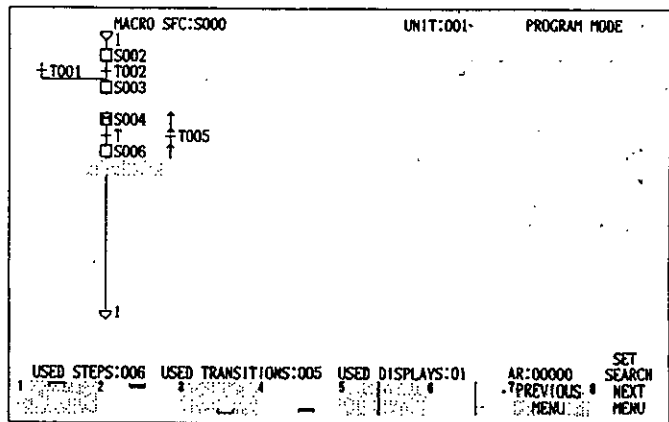 MACRO SFC:S000 UNIT:001 PROGRAM MODE
1
S002
T001 T002
S003
S004
T T005
S006
1
USED STEPS:006 USED TRANSITIONS:005 USED DISPLAYS:01 AR:00000 SET SEARCH
1 2 3 4 5 6 7 PREVIOUS MENU 8 NEXT MENU